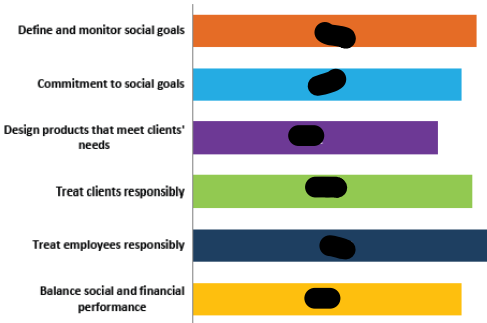 Define and monitor social goals
Commitment to social goals
Design products that meet clients'
needs
Treat clients responsibly
Treat employees responsibly
Balance social and financial
performance